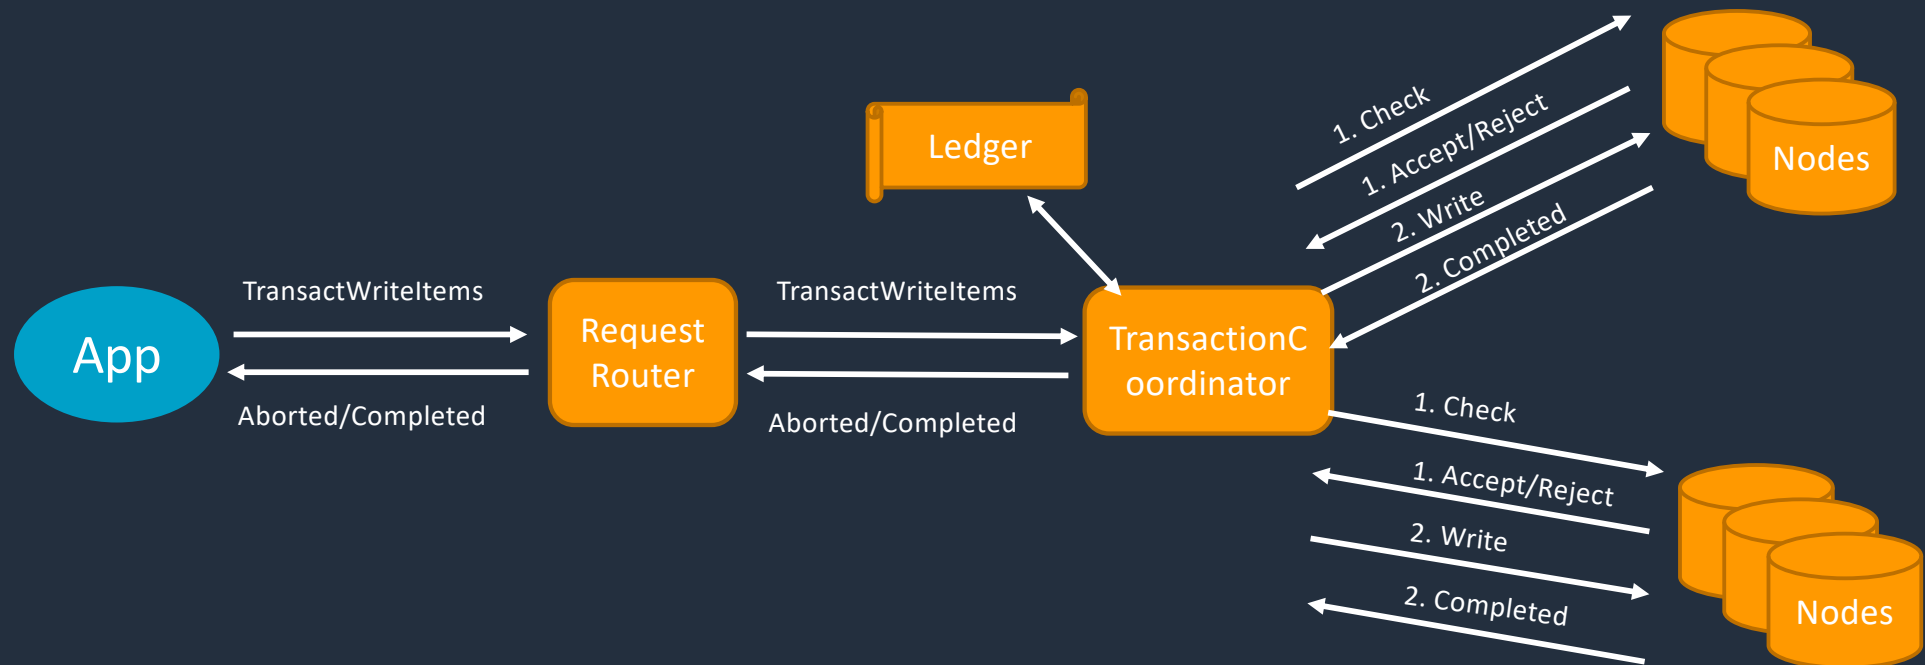 App
TransactWriteItems
Aborted/Completed
Request
Router
TransactWriteItems
Aborted/Completed
Ledger
TransactionC
oordinator
1. Check
1. Accept/Reject
2. Write
2. Completed
Nodes
1. Check
1. Accept/Reject
2. Write
2. Completed
Nodes